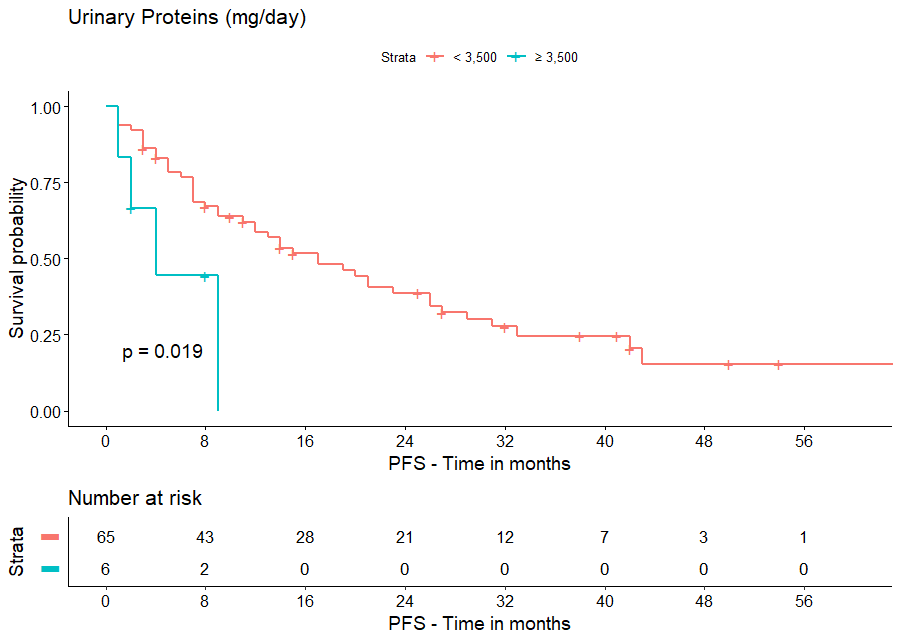 Urinary Proteins (mg/day)
Strata < 3,500 ≥ 3,500
Survival probability
1.00
0.75
0.50
0.25
0.00
p = 0.019
0 8 16 24 32 40 48 56
PFS - Time in months
Number at risk
Strata
65 43 28 21 12 7 3 1
6 2 0 0 0 0 0 0
0 8 16 24 32 40 48 56
PFS - Time in months